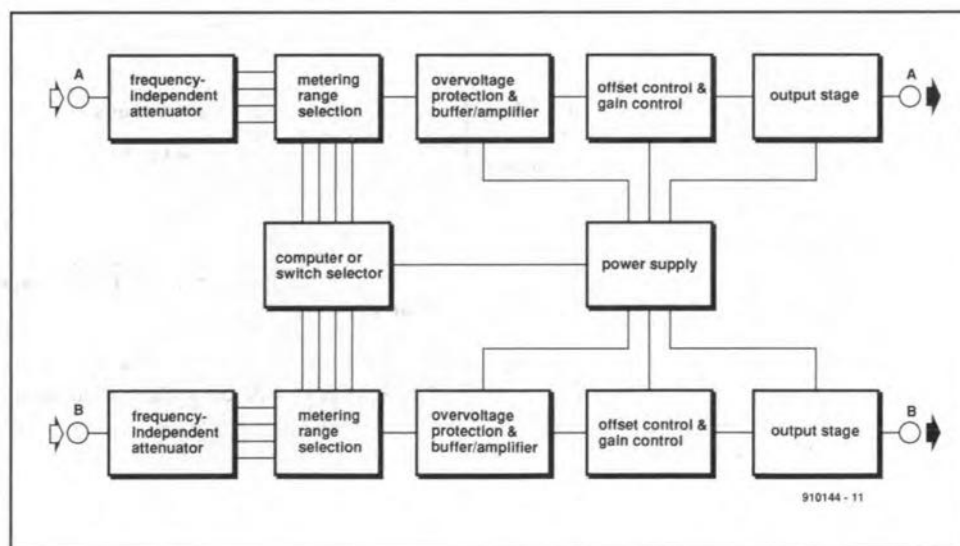 A
frequency-
independent
attenuator
metering
range
selection
overvoltage
protection &
buffer/amplifier
offset control &
gain control
output stage
A
computer or
switch selector
power supply
B
frequency-
independent
attenuator
metering
range
selection
overvoltage
protection &
buffer/amplifier
offset control &
gain control
output stage
B
910144 - 11